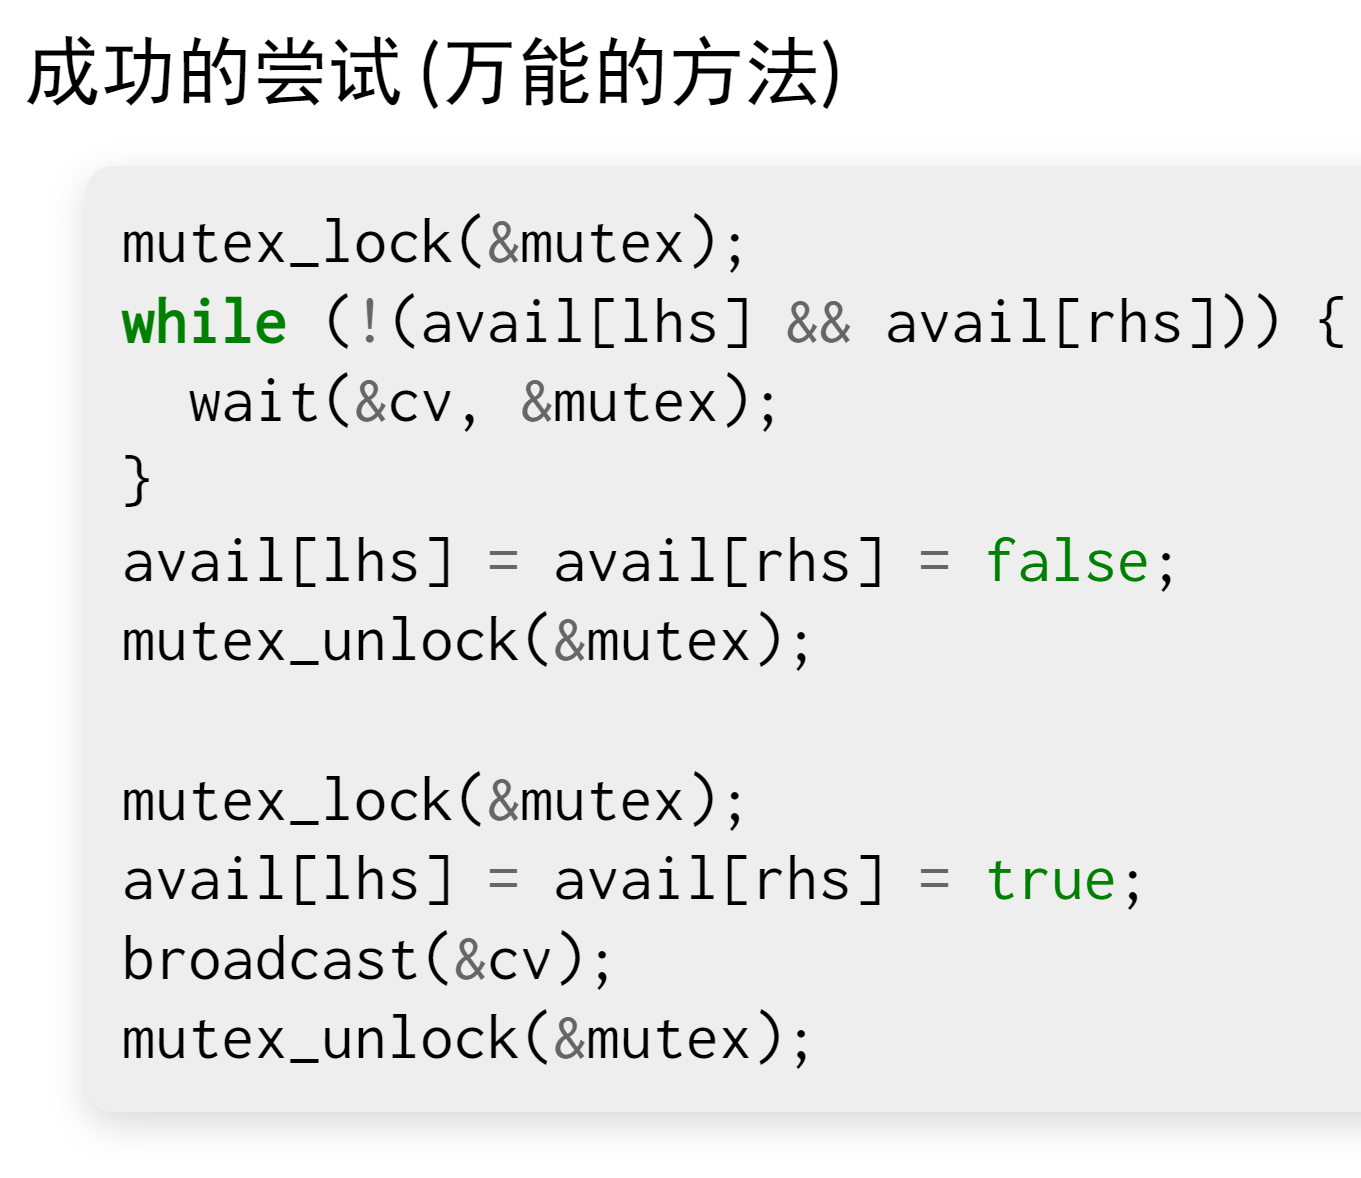 成功的尝试 (万能的方法)
mutex_lock(&mutex);
while (!(avail[lhs] && avail[rhs])) {
  wait(&cv, &mutex);
}
avail[lhs] = avail[rhs] = false;
mutex_unlock(&mutex);

mutex_lock(&mutex);
avail[lhs] = avail[rhs] = true;
broadcast(&cv);
mutex_unlock(&mutex);